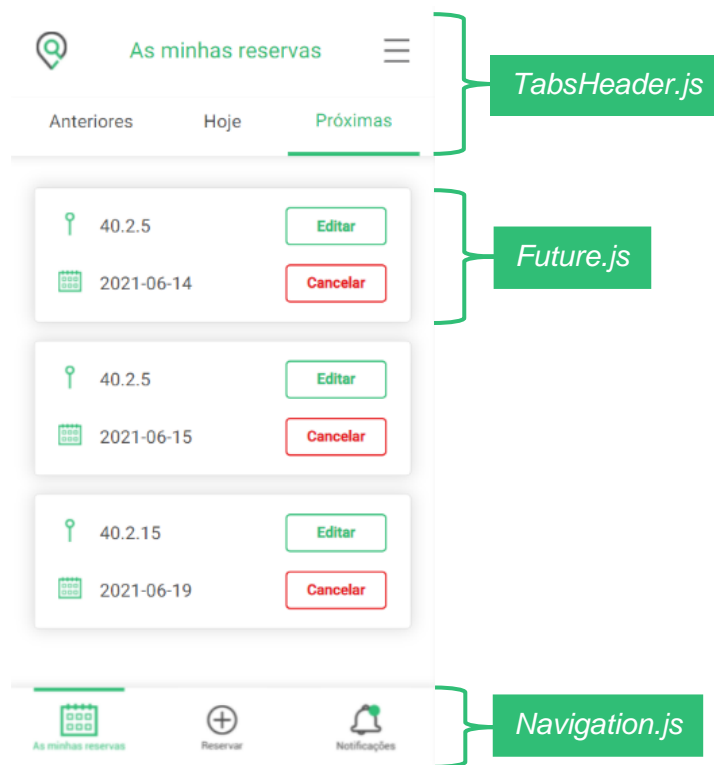 As minhas reservas
TabsHeader.js
Anteriores Hoje Próximas
40.2.5 Editar
2021-06-14 Cancelar
Future.js
40.2.5 Editar
2021-06-15 Cancelar
40.2.15 Editar
2021-06-19 Cancelar
As minhas reservas Reservar Notificações
Navigation.js